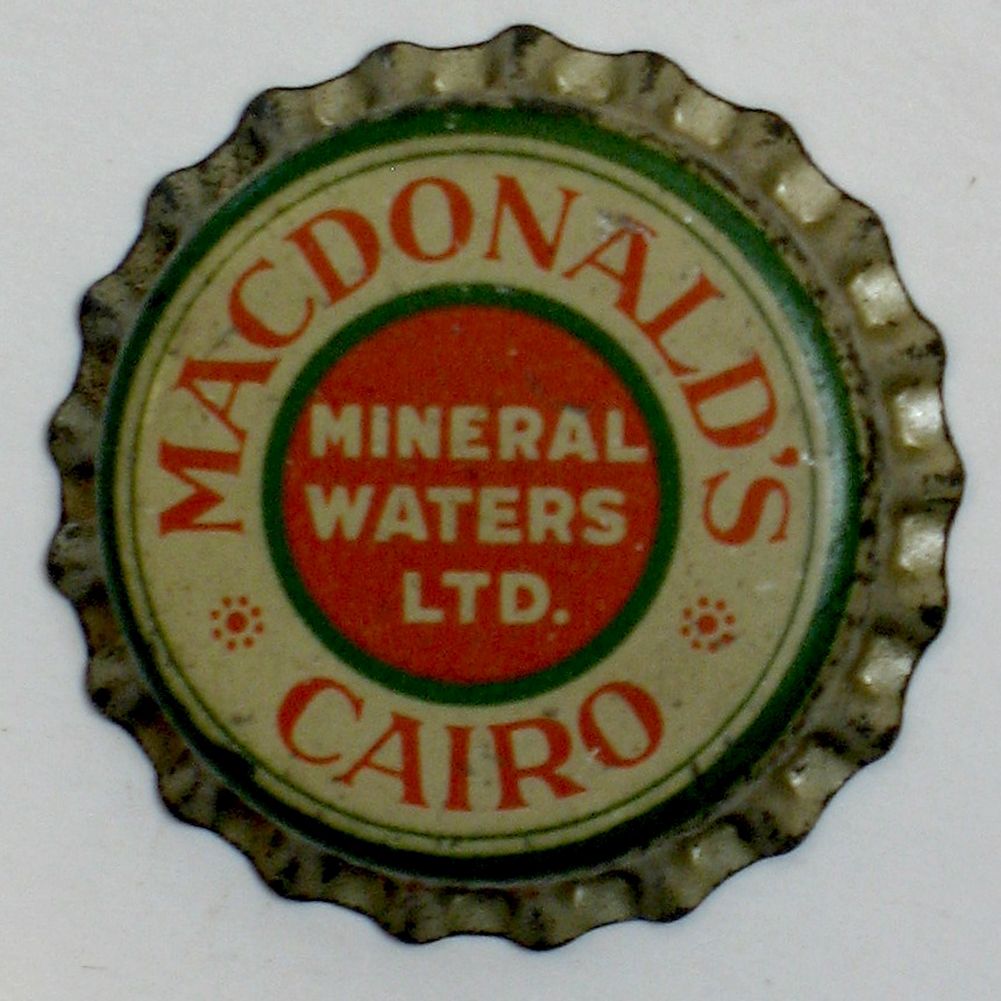 MACDONALD'S
MINERAL
WATERS
LTD.
CAIRO